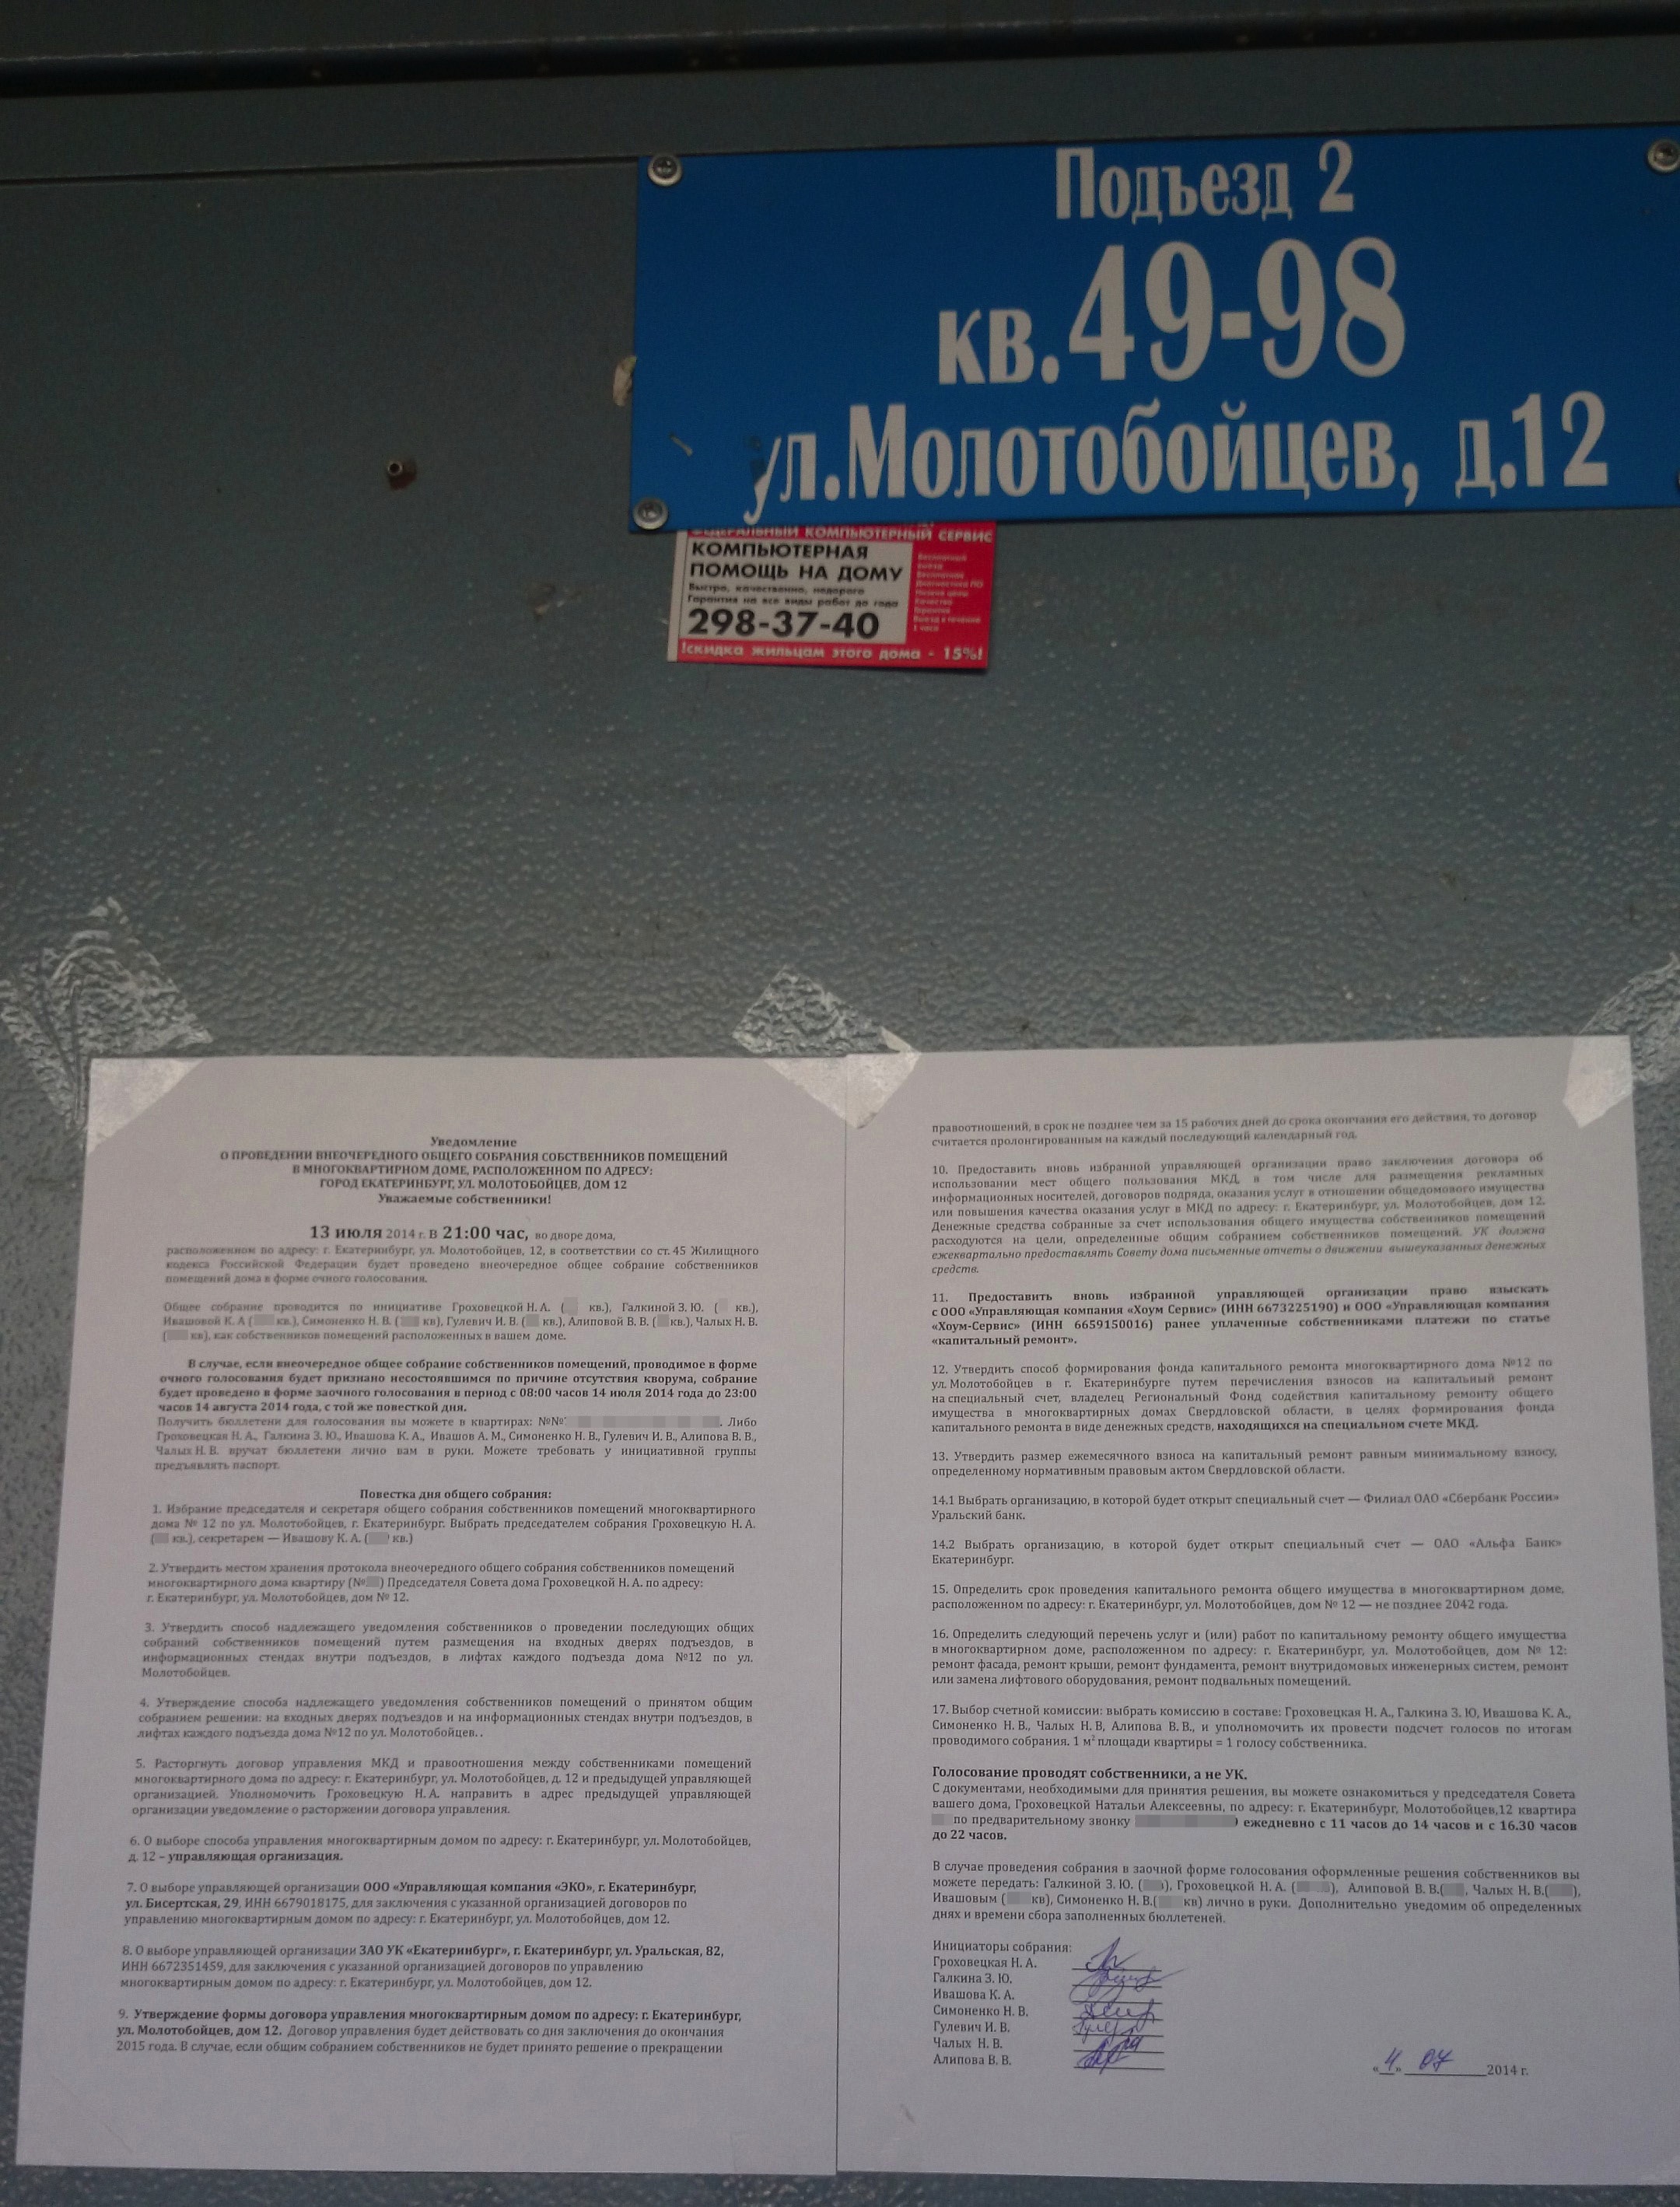 Подъезд 2
кв.49-98
ул.Молотобойцев, д.12
ФЕДЕРАЛЬНЫЙ КОМПЬЮТЕРНЫЙ СЕРВИС
КОМПЬЮТЕРНАЯ
ПОМОЩЬ НА ДОМУ
Быстро, качественно, недорого
Гарантия на все виды работ до года
298-37-40
!скидка жильцам этого дома - 15%!
Уведомление
О ПРОВЕДЕНИИ ВНЕОЧЕРЕДНОГО ОБЩЕГО СОБРАНИЯ СОБСТВЕННИКОВ ПОМЕЩЕНИЙ
В МНОГОКВАРТИРНОМ ДОМЕ, РАСПОЛОЖЕННОМ ПО АДРЕСУ:
ГОРОД ЕКАТЕРИНБУРГ, УЛ. МОЛОТОБОЙЦЕВ, ДОМ 12
Уважаемые собственники!
13 июля 2014 г. в 21:00 час, во дворе дома,
расположенном по адресу: г. Екатеринбург, ул. Молотобойцев, 12, в соответствии со ст. 45 Жилищного
кодекса Российской Федерации будет проведено внеочередное общее собрание собственников
помещений дома в форме очного голосования.
Общее собрание проводится по инициативе Гроховецкой Н. А. ( кв.), Галкиной З. Ю. ( кв.),
Ивашовой К. А ( кв.), Симоненко Н. В. ( кв), Гулевич И. В. ( кв.), Алиповой В. В. ( кв.), Чалых Н. В.
( кв), как собственников помещений расположенных в вашем доме.
В случае, если внеочередное общее собрание собственников помещений, проводимое в форме
очного голосования будет признано несостоявшимся по причине отсутствия кворума, собрание
будет проведено в форме заочного голосования в период с 08:00 часов 14 июля 2014 года до 23:00
часов 14 августа 2014 года, с той же повесткой дня.
Получить бюллетени для голосования вы можете в квартирах: №№ . Либо
Гроховецкая Н. А., Галкина З. Ю., Ивашова К. А., Ивашов А. М., Симоненко Н. В., Гулевич И. В., Алипова В. В.,
Чалых Н. В. вручат бюллетени лично вам в руки. Можете требовать у инициативной группы
предъявлять паспорт.
Повестка дня общего собрания:
1. Избрание председателя и секретаря общего собрания собственников помещений многоквартирного
дома № 12 по ул. Молотобойцев, г. Екатеринбург. Выбрать председателем собрания Гроховецкую Н. А.
( кв.), секретарем — Ивашову К. А. ( кв.)
2. Утвердить местом хранения протокола внеочередного общего собрания собственников помещений
многоквартирного дома квартиру (№ ) Председателя Совета дома Гроховецкой Н. А. по адресу:
г. Екатеринбург, ул. Молотобойцев, дом № 12.
3. Утвердить способ надлежащего уведомления собственников о проведении последующих общих
собраний собственников помещений путем размещения на входных дверях подъездов, в
информационных стендах внутри подъездов, в лифтах каждого подъезда дома №12 по ул.
Молотобойцев.
4. Утверждение способа надлежащего уведомления собственников помещений о принятом общим
собранием решении: на входных дверях подъездов и на информационных стендах внутри подъездов, в
лифтах каждого подъезда дома №12 по ул. Молотобойцев. .
5. Расторгнуть договор управления МКД и правоотношения между собственниками помещений
многоквартирного дома по адресу: г. Екатеринбург, ул. Молотобойцев, д. 12 и предыдущей управляющей
организацией. Уполномочить Гроховецкую Н. А. направить в адрес предыдущей управляющей
организации уведомление о расторжении договора управления.
6. О выборе способа управления многоквартирным домом по адресу: г. Екатеринбург, ул. Молотобойцев,
д. 12 – управляющая организация.
7. О выборе управляющей организации ООО «Управляющая компания «ЭКО», г. Екатеринбург,
ул. Бисертская, 29, ИНН 6679018175, для заключения с указанной организацией договоров по
управлению многоквартирным домом по адресу: г. Екатеринбург, ул. Молотобойцев, дом 12.
8. О выборе управляющей организации ЗАО УК «Екатеринбург», г. Екатеринбург, ул. Уральская, 82,
ИНН 6672351459, для заключения с указанной организацией договоров по управлению
многоквартирным домом по адресу: г. Екатеринбург, ул. Молотобойцев, дом 12.
9. Утверждение формы договора управления многоквартирным домом по адресу: г. Екатеринбург,
ул. Молотобойцев, дом 12. Договор управления будет действовать со дня заключения до окончания
2015 года. В случае, если общим собранием собственников не будет принято решение о прекращении
правоотношений, в срок не позднее чем за 15 рабочих дней до срока окончания его действия, то договор
считается пролонгированным на каждый последующий календарный год.
10. Предоставить вновь избранной управляющей организации право заключения договора об
использовании мест общего пользования МКД, в том числе для размещения рекламных
информационных носителей, договоров подряда, оказания услуг в отношении общедомового имущества
или повышения качества оказания услуг в МКД по адресу: г. Екатеринбург, ул. Молотобойцев, дом 12.
Денежные средства собранные за счет использования общего имущества собственников помещений
расходуются на цели, определенные общим собранием собственников помещений. УК должна
ежеквартально предоставлять Совету дома письменные отчеты о движении вышеуказанных денежных
средств.
11. Предоставить вновь избранной управляющей организации право взыскать
с ООО «Управляющая компания «Хоум Сервис» (ИНН 6673225190) и ООО «Управляющая компания
«Хоум-Сервис» (ИНН 6659150016) ранее уплаченные собственниками платежи по статье
«капитальный ремонт».
12. Утвердить способ формирования фонда капитального ремонта многоквартирного дома №12 по
ул. Молотобойцев в г. Екатеринбурге путем перечисления взносов на капитальный ремонт
на специальный счет, владелец Региональный Фонд содействия капитальному ремонту общего
имущества в многоквартирных домах Свердловской области, в целях формирования фонда
капитального ремонта в виде денежных средств, находящихся на специальном счете МКД.
13. Утвердить размер ежемесячного взноса на капитальный ремонт равным минимальному взносу,
определенному нормативным правовым актом Свердловской области.
14.1 Выбрать организацию, в которой будет открыт специальный счет — Филиал ОАО «Сбербанк России»
Уральский банк.
14.2 Выбрать организацию, в которой будет открыт специальный счет — ОАО «Альфа Банк»
Екатеринбург.
15. Определить срок проведения капитального ремонта общего имущества в многоквартирном доме,
расположенном по адресу: г. Екатеринбург, ул. Молотобойцев, дом № 12 — не позднее 2042 года.
16. Определить следующий перечень услуг и (или) работ по капитальному ремонту общего имущества
в многоквартирном доме, расположенном по адресу: г. Екатеринбург, ул. Молотобойцев, дом № 12:
ремонт фасада, ремонт крыши, ремонт фундамента, ремонт внутридомовых инженерных систем, ремонт
или замена лифтового оборудования, ремонт подвальных помещений.
17. Выбор счетной комиссии: выбрать комиссию в составе: Гроховецкая Н. А., Галкина З. Ю, Ивашова К. А.,
Симоненко Н. В., Чалых Н. В, Алипова В. В., и уполномочить их провести подсчет голосов по итогам
проводимого собрания. 1 м² площади квартиры = 1 голосу собственника.
Голосование проводят собственники, а не УК.
С документами, необходимыми для принятия решения, вы можете ознакомиться у председателя Совета
вашего дома, Гроховецкой Натальи Алексеевны, по адресу: г. Екатеринбург, Молотобойцев,12 квартира
по предварительному звонку ) ежедневно с 11 часов до 14 часов и с 16.30 часов
до 22 часов.
В случае проведения собрания в заочной форме голосования оформленные решения собственников вы
можете передать: Галкиной З. Ю. ( ), Гроховецкой Н. А. ( ), Алиповой В. В.( , Чалых Н. В.( ),
Ивашовым ( кв), Симоненко Н. В.( кв) лично в руки. Дополнительно уведомим об определенных
днях и времени сбора заполненных бюллетеней.
Инициаторы собрания:
Гроховецкая Н. А.
Галкина З. Ю.
Ивашова К. А.
Симоненко Н. В.
Гулевич И. В.
Чалых Н. В.
Алипова В. В.
«4» 07 2014 г.